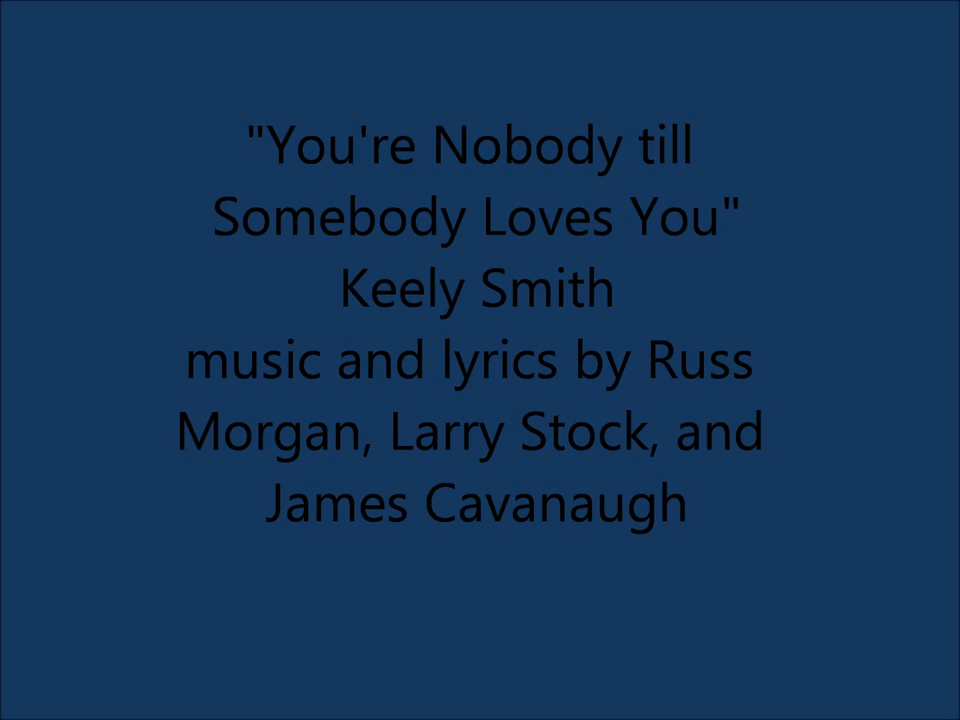 "You're Nobody till
Somebody Loves You"
Keely Smith
music and lyrics by Russ
Morgan, Larry Stock, and
James Cavanaugh